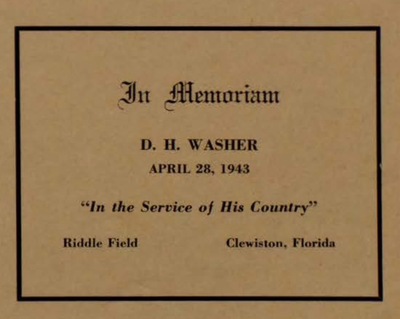 In Memoriam
D. H. WASHER
APRIL 28, 1943
"In the Service of His Country"
Riddle Field Clewiston, Florida